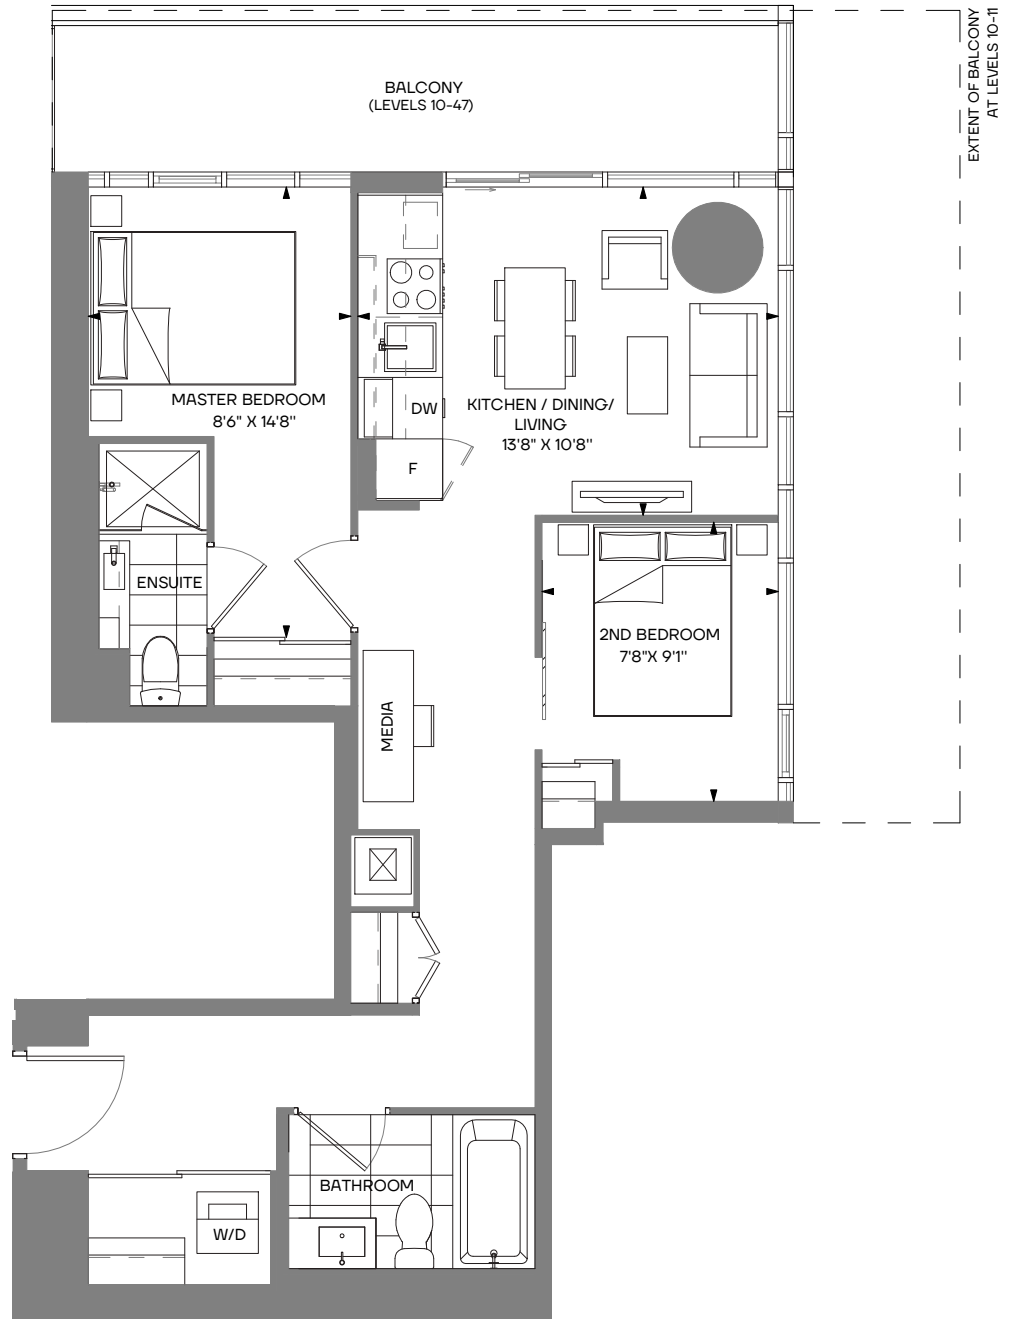 BALCONY
(LEVELS 10-47)
EXTENT OF BALCONY
AT LEVELS 10-11
MASTER BEDROOM
8'6" X 14'8"
DW
KITCHEN / DINING/
LIVING
13'8" X 10'8"
F
ENSUITE
2ND BEDROOM
7'8"X 9'1"
MEDIA
BATHROOM
W/D